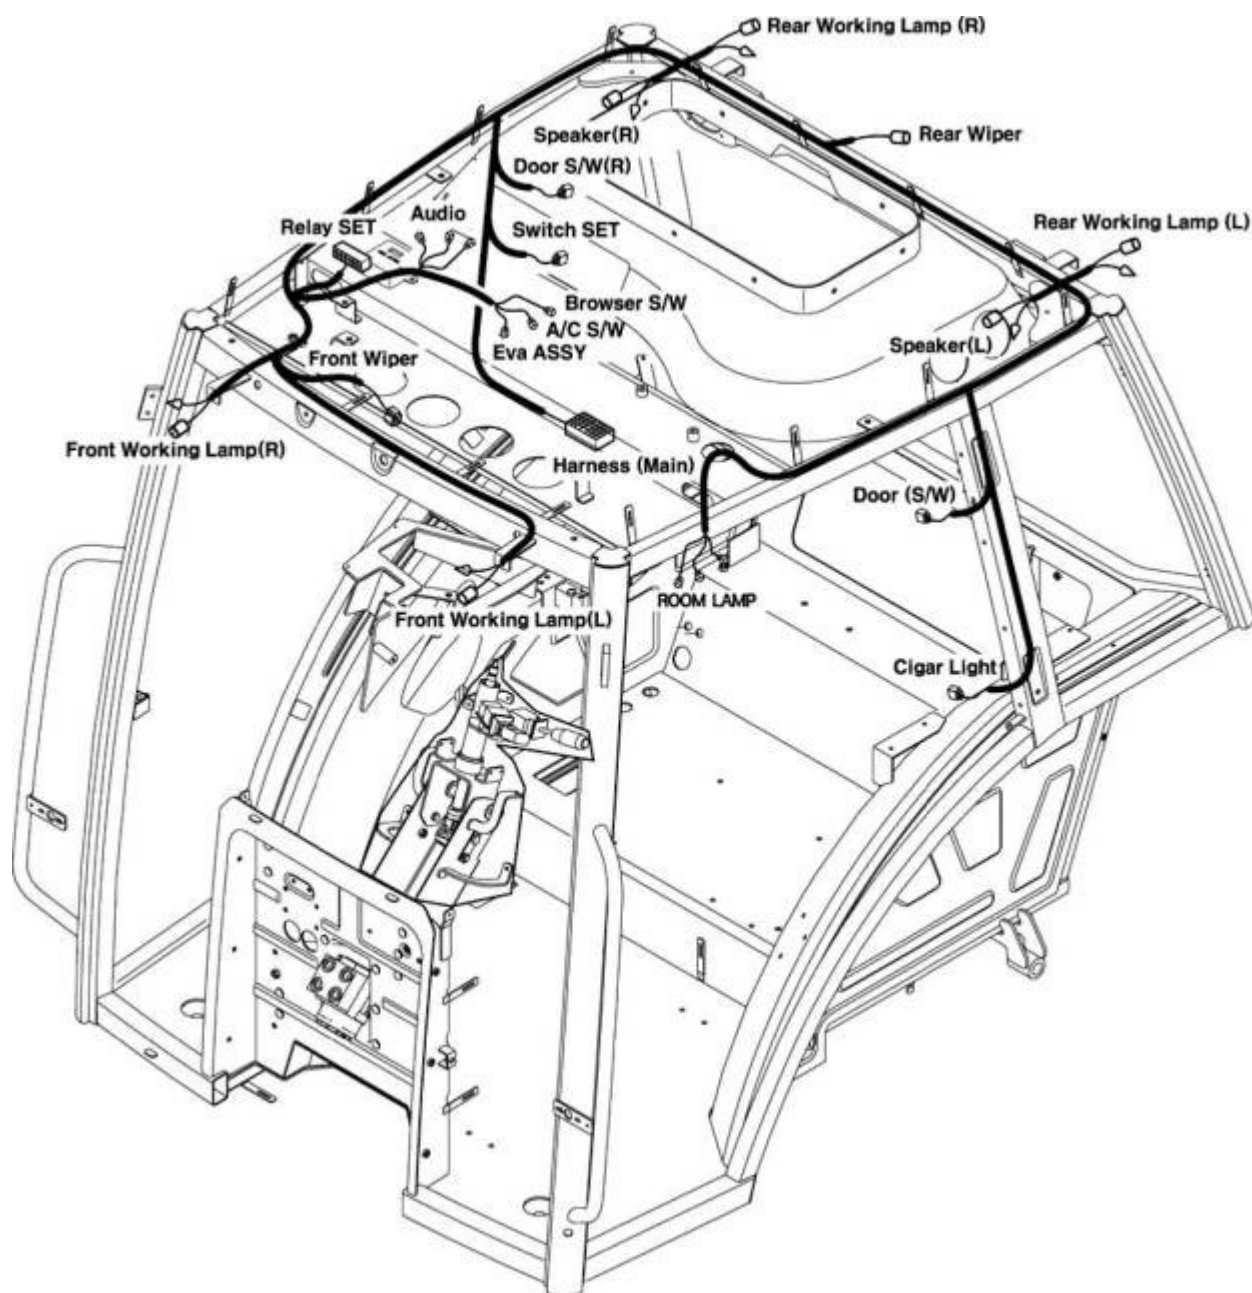 Rear Working Lamp (R)
Speaker(R)
Rear Wiper
Door S/W(R)
Audio
Relay SET
Switch SET
Rear Working Lamp (L)
Browser S/W
A/C S/W
Eva ASSY
Front Wiper
Speaker(L)
Front Working Lamp(R)
Harness (Main)
Door (S/W)
ROOM LAMP
Front Working Lamp(L)
Cigar Light